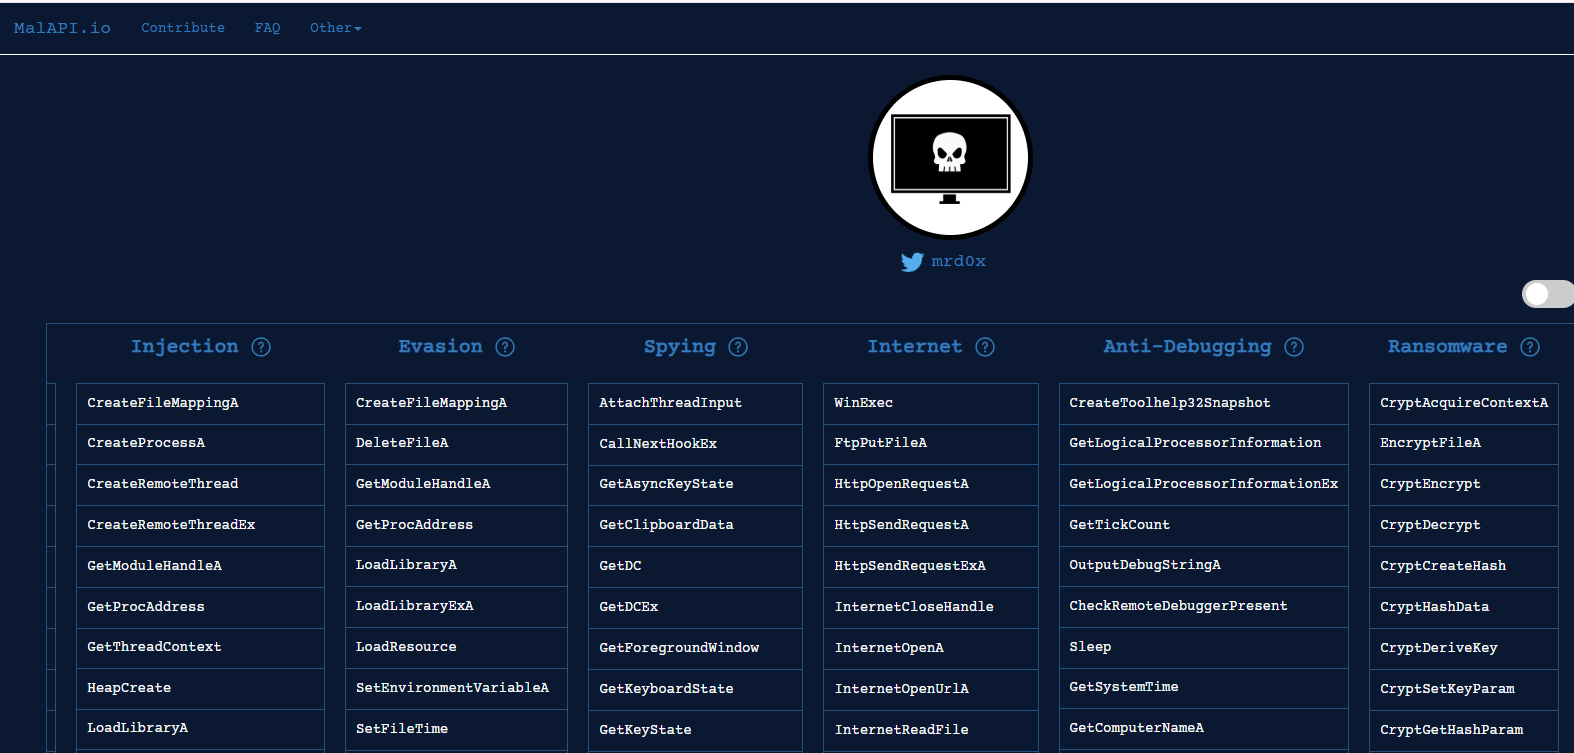 MalAPI.io Contribute FAQ Other
mrd0x
Injection ? Evasion ? Spying ? Internet ? Anti-Debugging ? Ransomware ?
CreateFileMappingA CreateFileMappingA AttachThreadInput WinExec CreateToolhelp32Snapshot CryptAcquireContextA
CreateProcessA DeleteFileA CallNextHookEx FtpPutFileA GetLogicalProcessorInformation EncryptFileA
CreateRemoteThread GetModuleHandleA GetAsyncKeyState HttpOpenRequestA GetLogicalProcessorInformationEx CryptEncrypt
CreateRemoteThreadEx GetProcAddress GetClipboardData HttpSendRequestA GetTickCount CryptDecrypt
GetModuleHandleA LoadLibraryA GetDC HttpSendRequestExA OutputDebugStringA CryptCreateHash
GetProcAddress LoadLibraryExA GetDCEx InternetCloseHandle CheckRemoteDebuggerPresent CryptHashData
GetThreadContext LoadResource GetForegroundWindow InternetOpenA Sleep CryptDeriveKey
HeapCreate SetEnvironmentVariableA GetKeyboardState InternetOpenUrlA GetSystemTime CryptSetKeyParam
LoadLibraryA SetFileTime GetKeyState InternetReadFile GetComputerNameA CryptGetHashParam